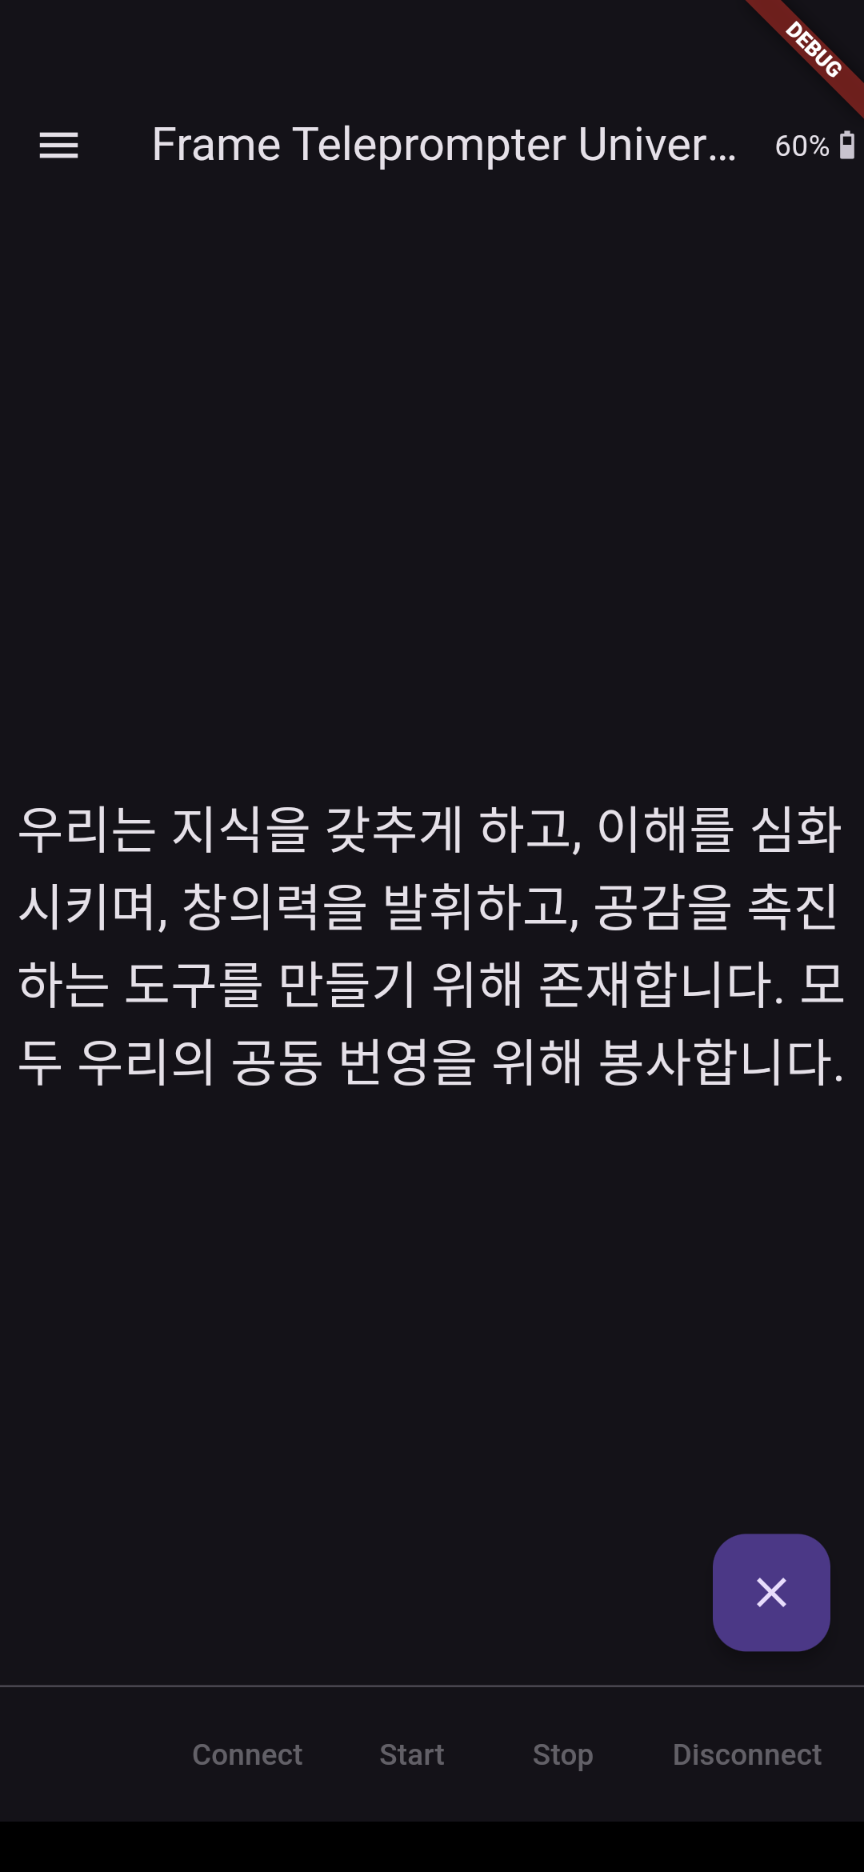 DEBUG
Frame Teleprompter Univer...
60%
우리는 지식을 갖추게 하고, 이해를 심화
시키며, 창의력을 발휘하고, 공감을 촉진
하는 도구를 만들기 위해 존재합니다. 모
두 우리의 공동 번영을 위해 봉사합니다.
Connect Start Stop Disconnect